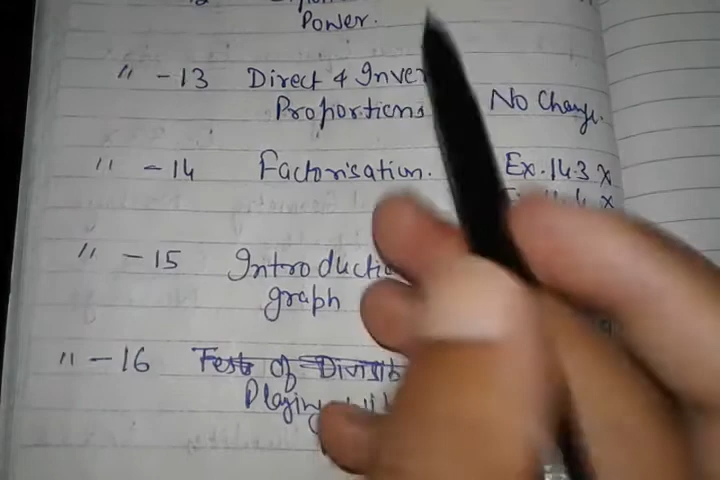 Power.
" - 13 Direct & Inver
Proportions No Change.
" - 14 Factorisation. Ex. 14.3 x
x
" - 15 Introductio
graph
" - 16 Test of Divisib
Playing